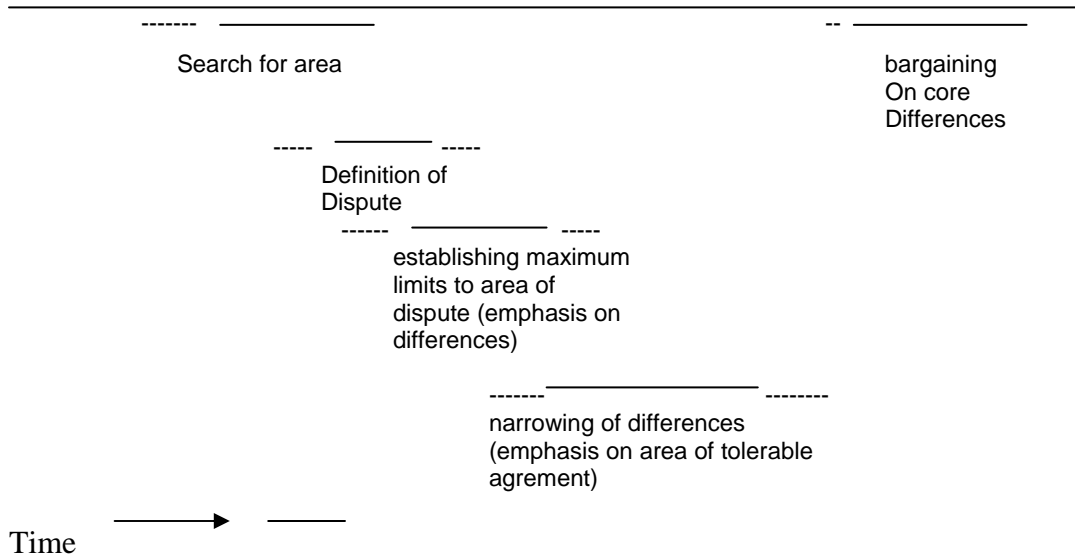 Search for area
bargaining
On core
Differences
Definition of
Dispute
establishing maximum
limits to area of
dispute (emphasis on
differences)
narrowing of differences
(emphasis on area of tolerable
agrement)
Time